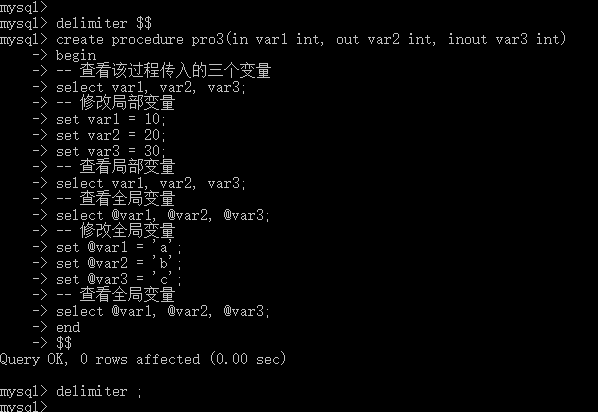 mysql>
mysql> delimiter $$
mysql> create procedure pro3(in var1 int, out var2 int, inout var3 int)
    -> begin
    -> -- 查看该过程传入的三个变量
    -> select var1, var2, var3;
    -> -- 修改局部变量
    -> set var1 = 10;
    -> set var2 = 20;
    -> set var3 = 30;
    -> -- 查看局部变量
    -> select var1, var2, var3;
    -> -- 查看全局变量
    -> select @var1, @var2, @var3;
    -> -- 修改全局变量
    -> set @var1 = 'a';
    -> set @var2 = 'b';
    -> set @var3 = 'c';
    -> -- 查看全局变量
    -> select @var1, @var2, @var3;
    -> end
    -> $$
Query OK, 0 rows affected (0.00 sec)
mysql> delimiter ;
mysql>